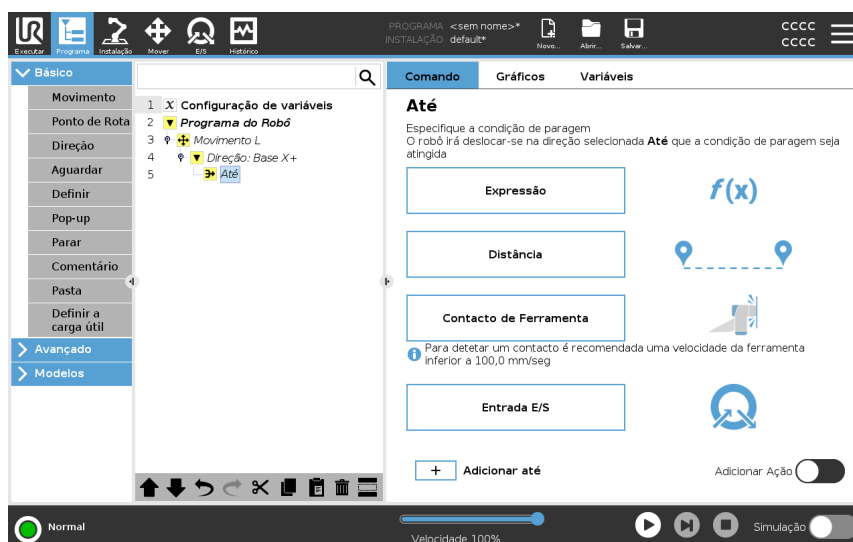 UR
PROGRAMA <sem nome>*
INSTALAÇÃO default*
cccc
cccc
Executar Programa Instalação Mover E/S Histórico Novo... Abrir... Salvar...
Básico
Movimento
Ponto de Rota
Direção
Aguardar
Definir
Pop-up
Parar
Comentário
Pasta
Definir a
carga útil
Avançado
Modelos
1 X Configuração de variáveis
2 Programa do Robô
3 Movimento L
4 Direção: Base X+
5 Até
Comando Gráficos Variáveis
Até
Especifique a condição de paragem
O robô irá deslocar-se na direção selecionada Até que a condição de paragem seja
atingida
Expressão
f(x)
Distância
Contacto de Ferramenta
Para detetar um contacto é recomendada uma velocidade da ferramenta
inferior a 100,0 mm/seg
Entrada E/S
+ Adicionar até
Adicionar Ação
Normal
Velocidade 100%
Simulação